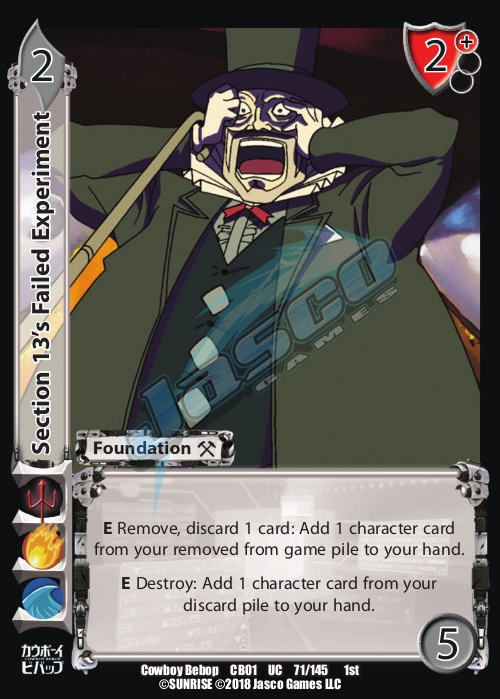 2
2+
Section 13's Failed Experiment
Jasco
GAMES
Foundation
E Remove, discard 1 card: Add 1 character card
from your removed from game pile to your hand.
E Destroy: Add 1 character card from your
discard pile to your hand.
5
カウボーイ
ビバップ
Cowboy Bebop CB01 UC 71/145 1st
©SUNRISE ©2018 Jasco Games LLC